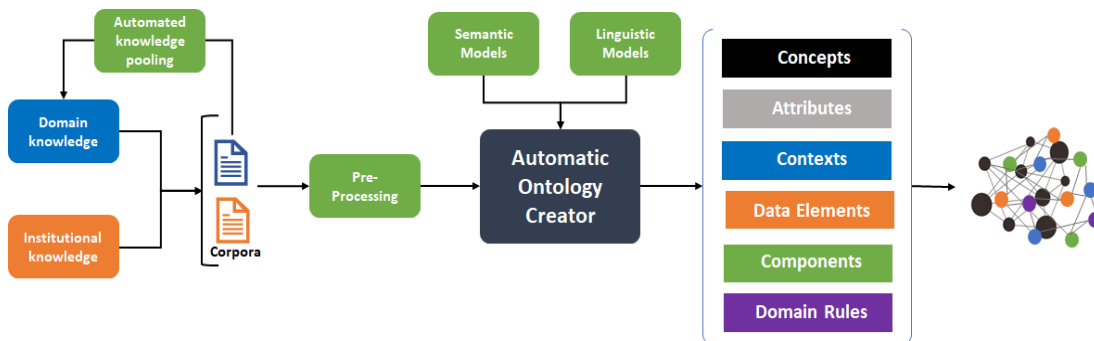 Automated
knowledge
pooling
Domain
knowledge
Institutional
knowledge
Corpora
Pre-
Processing
Semantic
Models
Linguistic
Models
Automatic
Ontology
Creator
Concepts
Attributes
Contexts
Data Elements
Components
Domain Rules